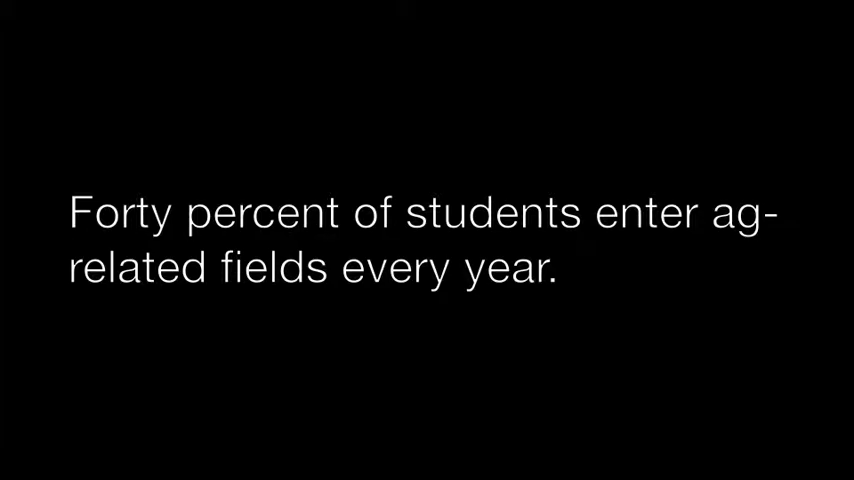 Forty percent of students enter ag-
related fields every year.